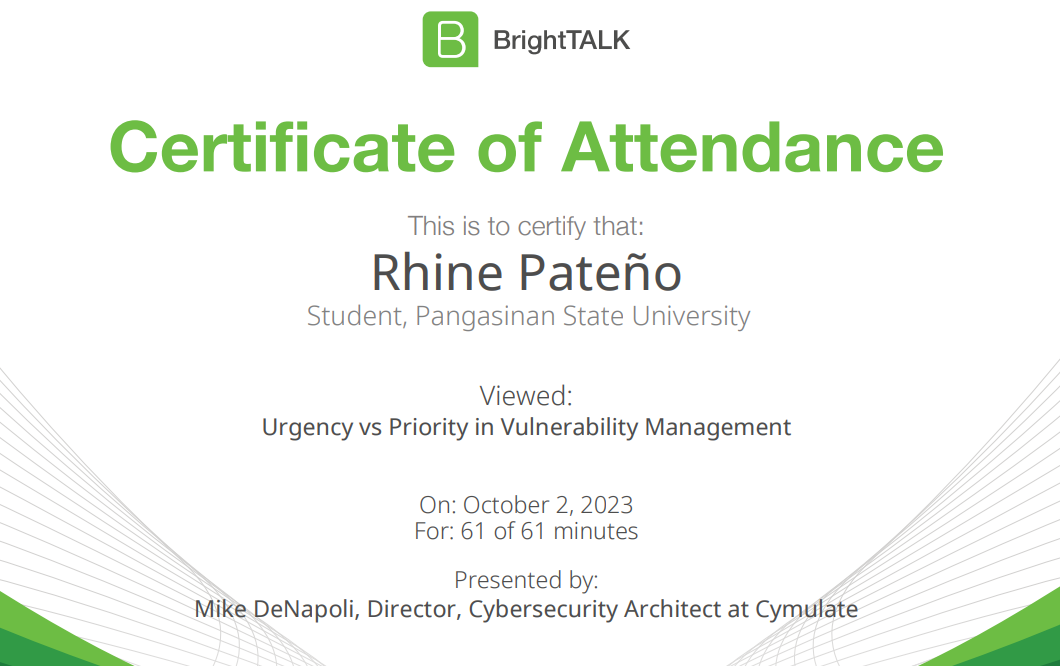 BrightTALK
Certificate of Attendance
This is to certify that:
Rhine Pateño
Student, Pangasinan State University
Viewed:
Urgency vs Priority in Vulnerability Management
On: October 2, 2023
For: 61 of 61 minutes
Presented by:
Mike DeNapoli, Director, Cybersecurity Architect at Cymulate